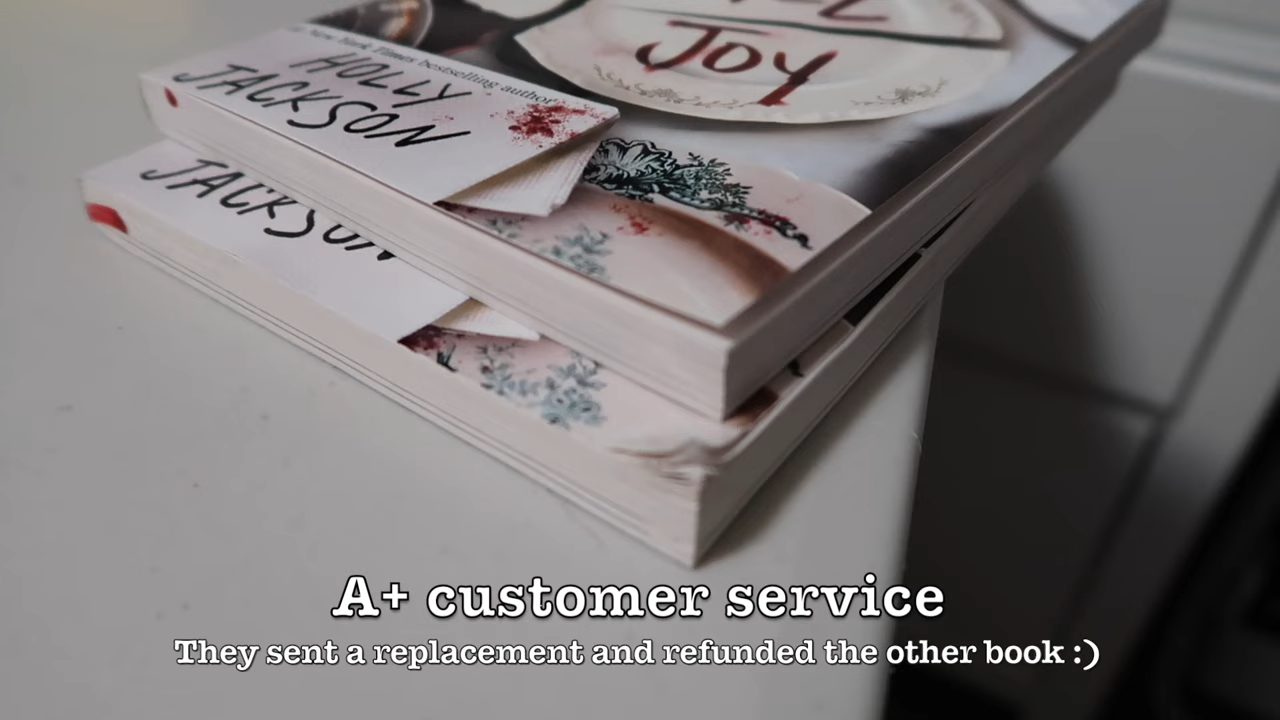 JOY
New York Times bestselling author
HOLLY
JACKSON
JACKSON
A+ customer service
They sent a replacement and refunded the other book :)